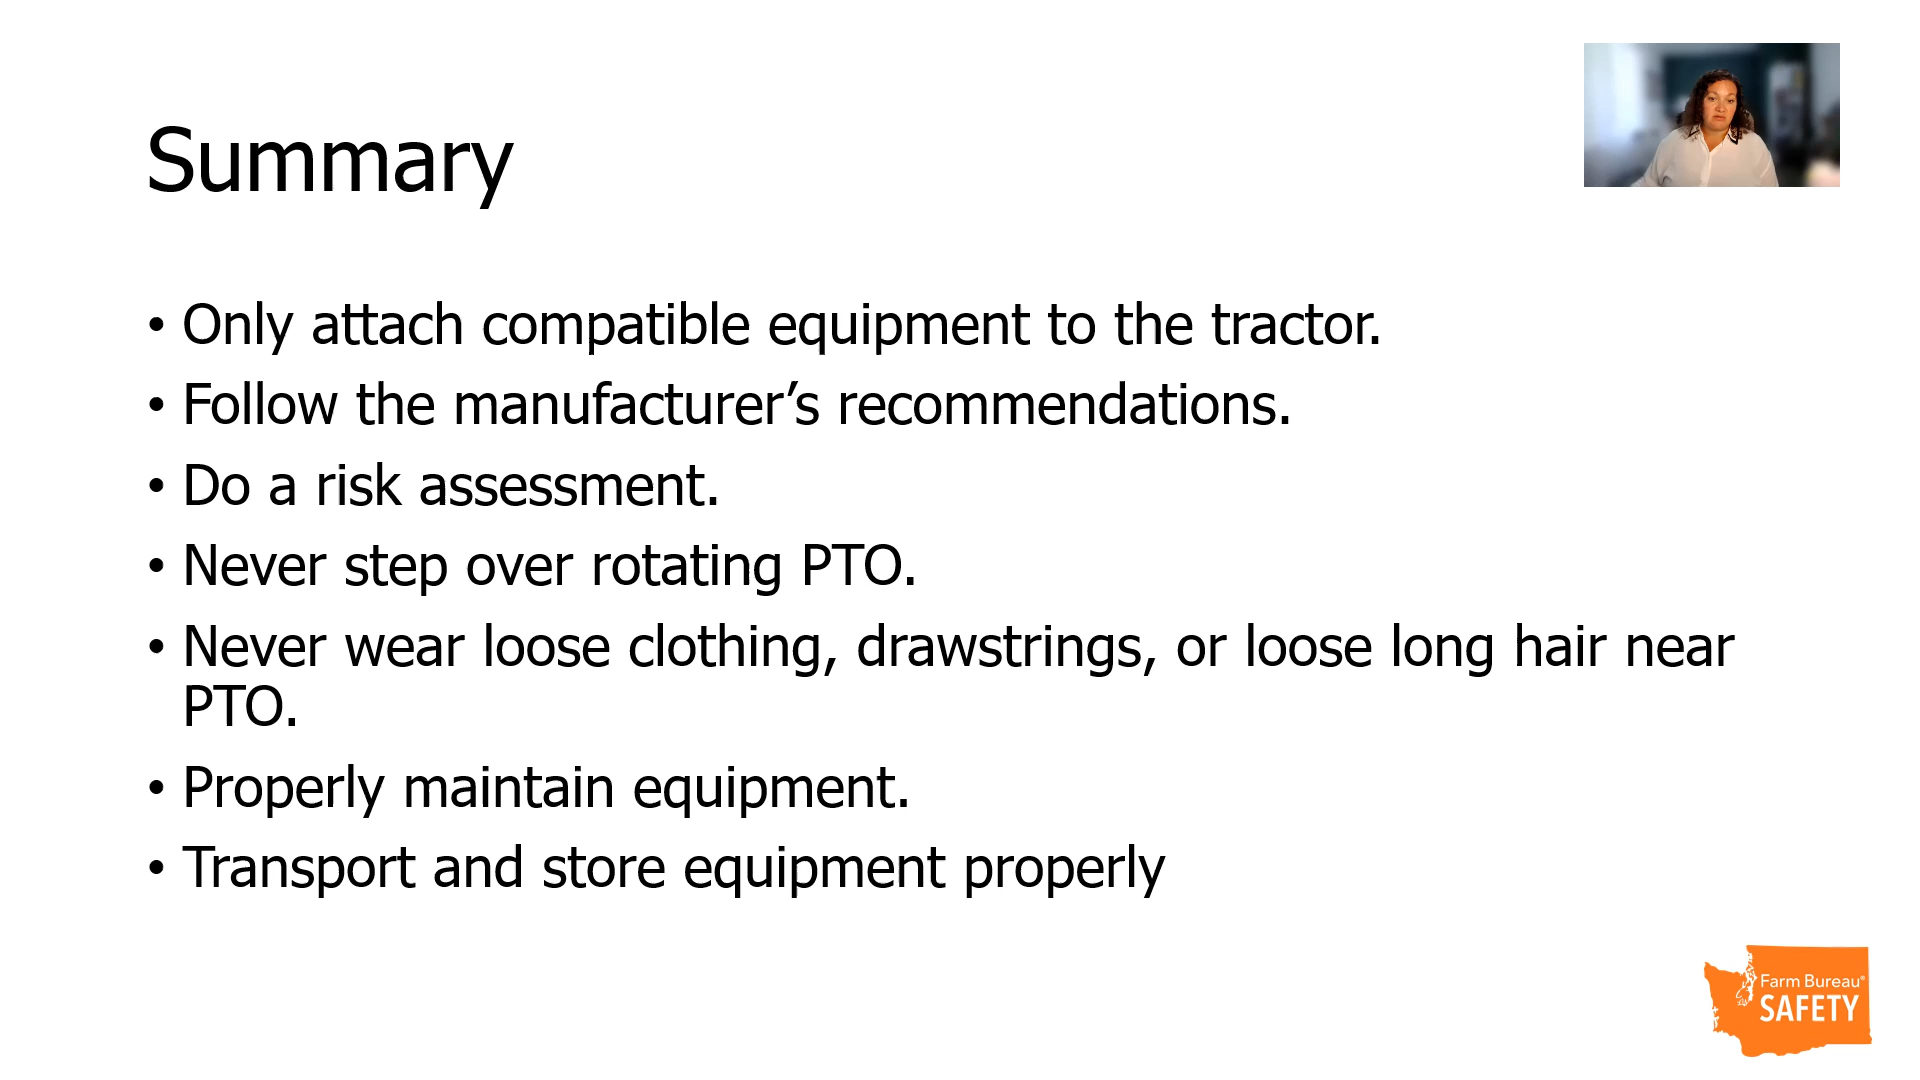 Summary
• Only attach compatible equipment to the tractor.
• Follow the manufacturer’s recommendations.
• Do a risk assessment.
• Never step over rotating PTO.
• Never wear loose clothing, drawstrings, or loose long hair near
PTO.
• Properly maintain equipment.
• Transport and store equipment properly
Farm Bureau®
SAFETY